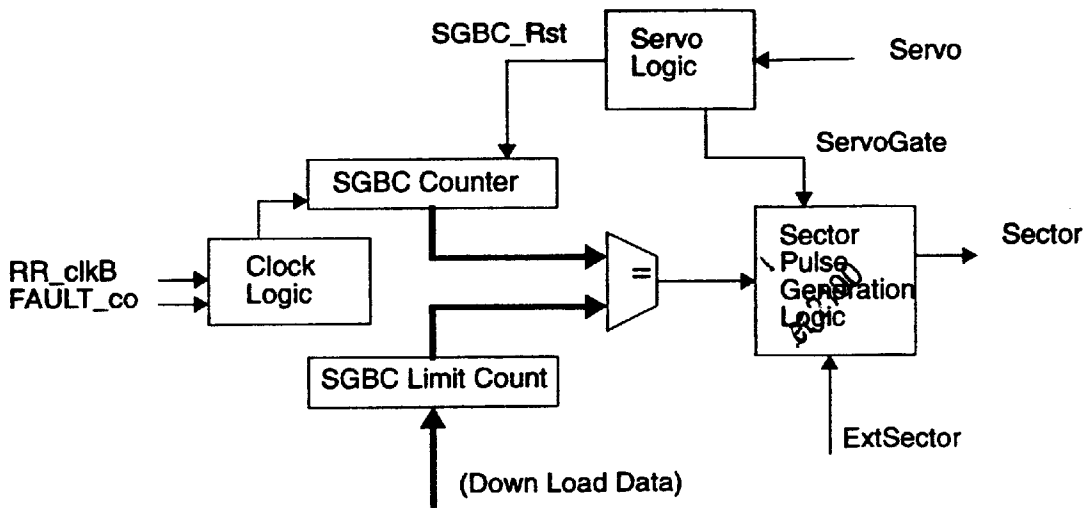 SGBC_Rst
Servo
Logic
Servo
ServoGate
SGBC Counter
RR_clkB
FAULT_co
Clock
Logic
=
Sector
Pulse
Generation
Logic
Sector
SGBC Limit Count
ExtSector
(Down Load Data)